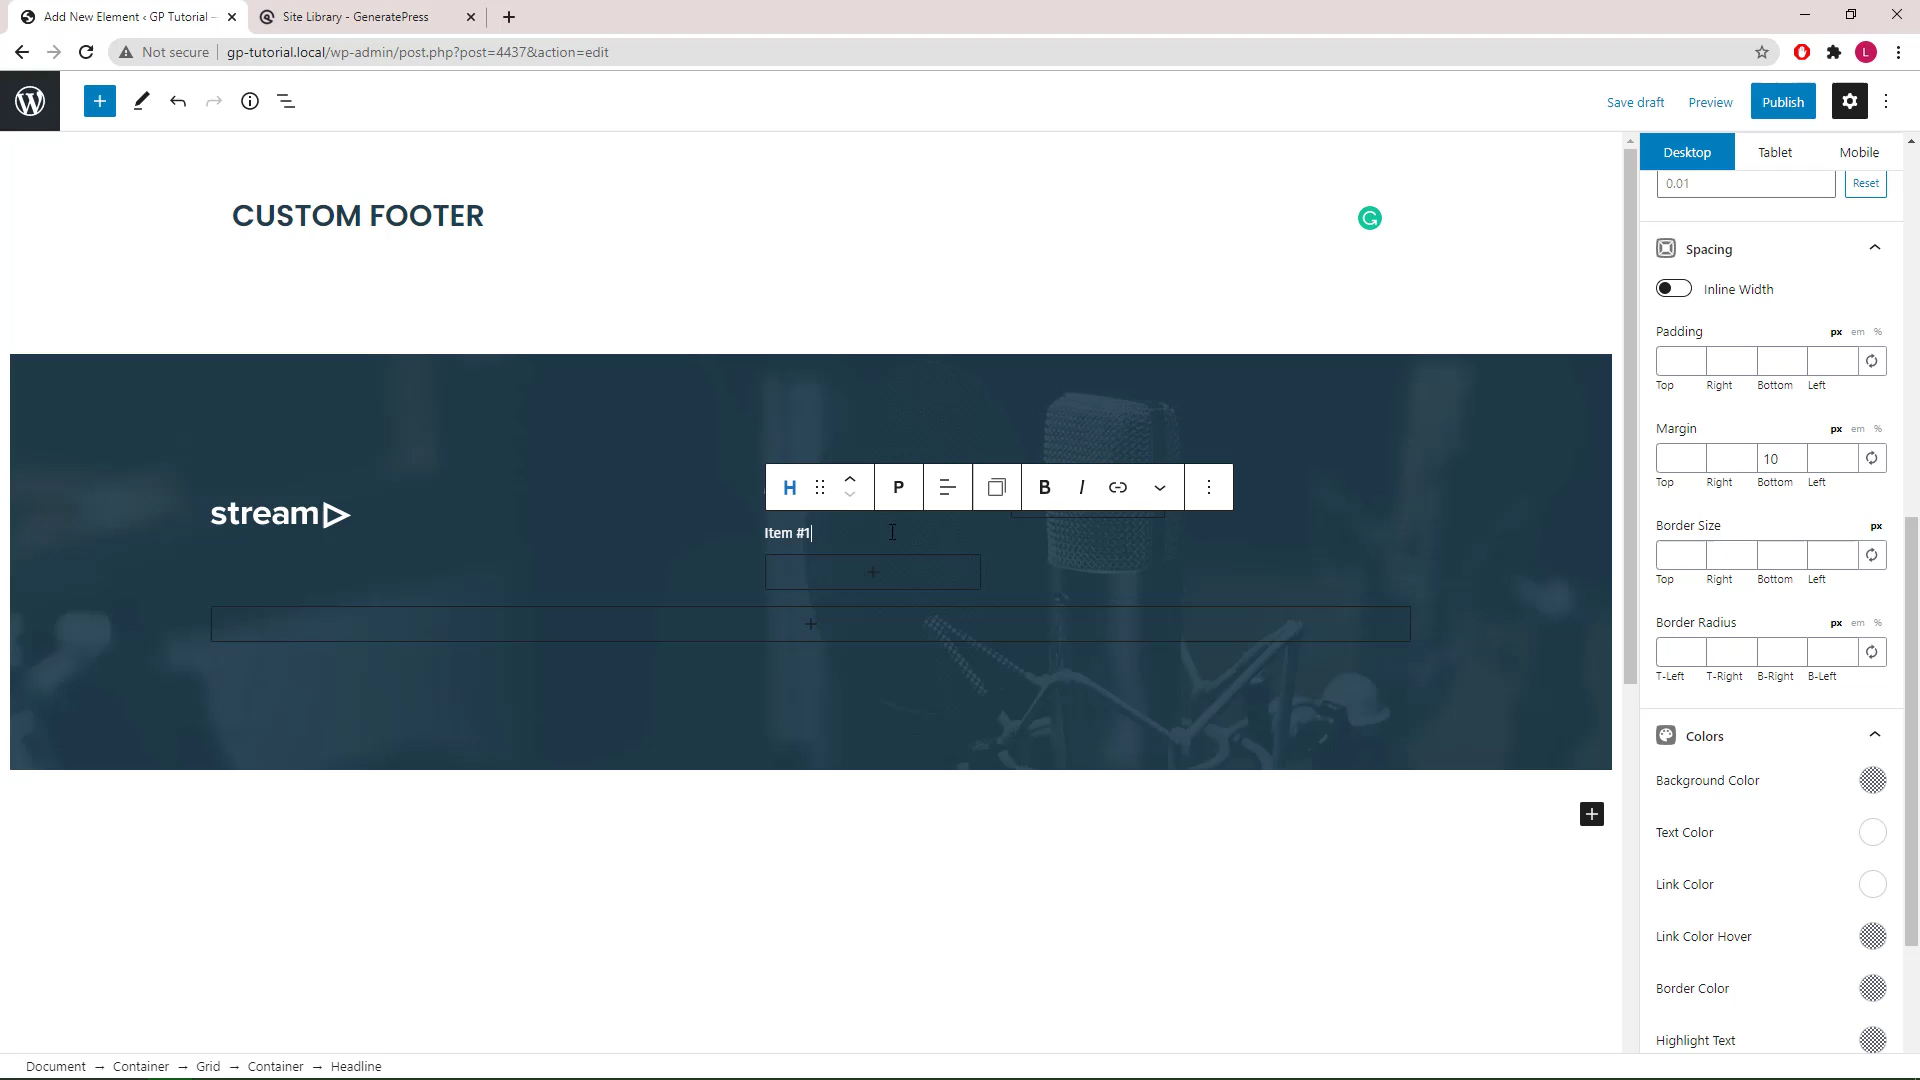 Add New Element ‹ GP Tutorial –
Site Library - GeneratePress
Not secure
gp-tutorial.local/wp-admin/post.php?post=4437&action=edit
L
Save draft
Preview
Publish
Desktop
Tablet
Mobile
0.01
Reset
CUSTOM FOOTER
Spacing
Inline Width
Padding
px em %
Top Right Bottom Left
Margin
px em %
10
Top Right Bottom Left
Border Size
px
Top Right Bottom Left
Border Radius
px em %
T-Left T-Right B-Right B-Left
H
P
B
I
stream
Item #1
Colors
Background Color
Text Color
Link Color
Link Color Hover
Border Color
Highlight Text
Document → Container → Grid → Container → Headline